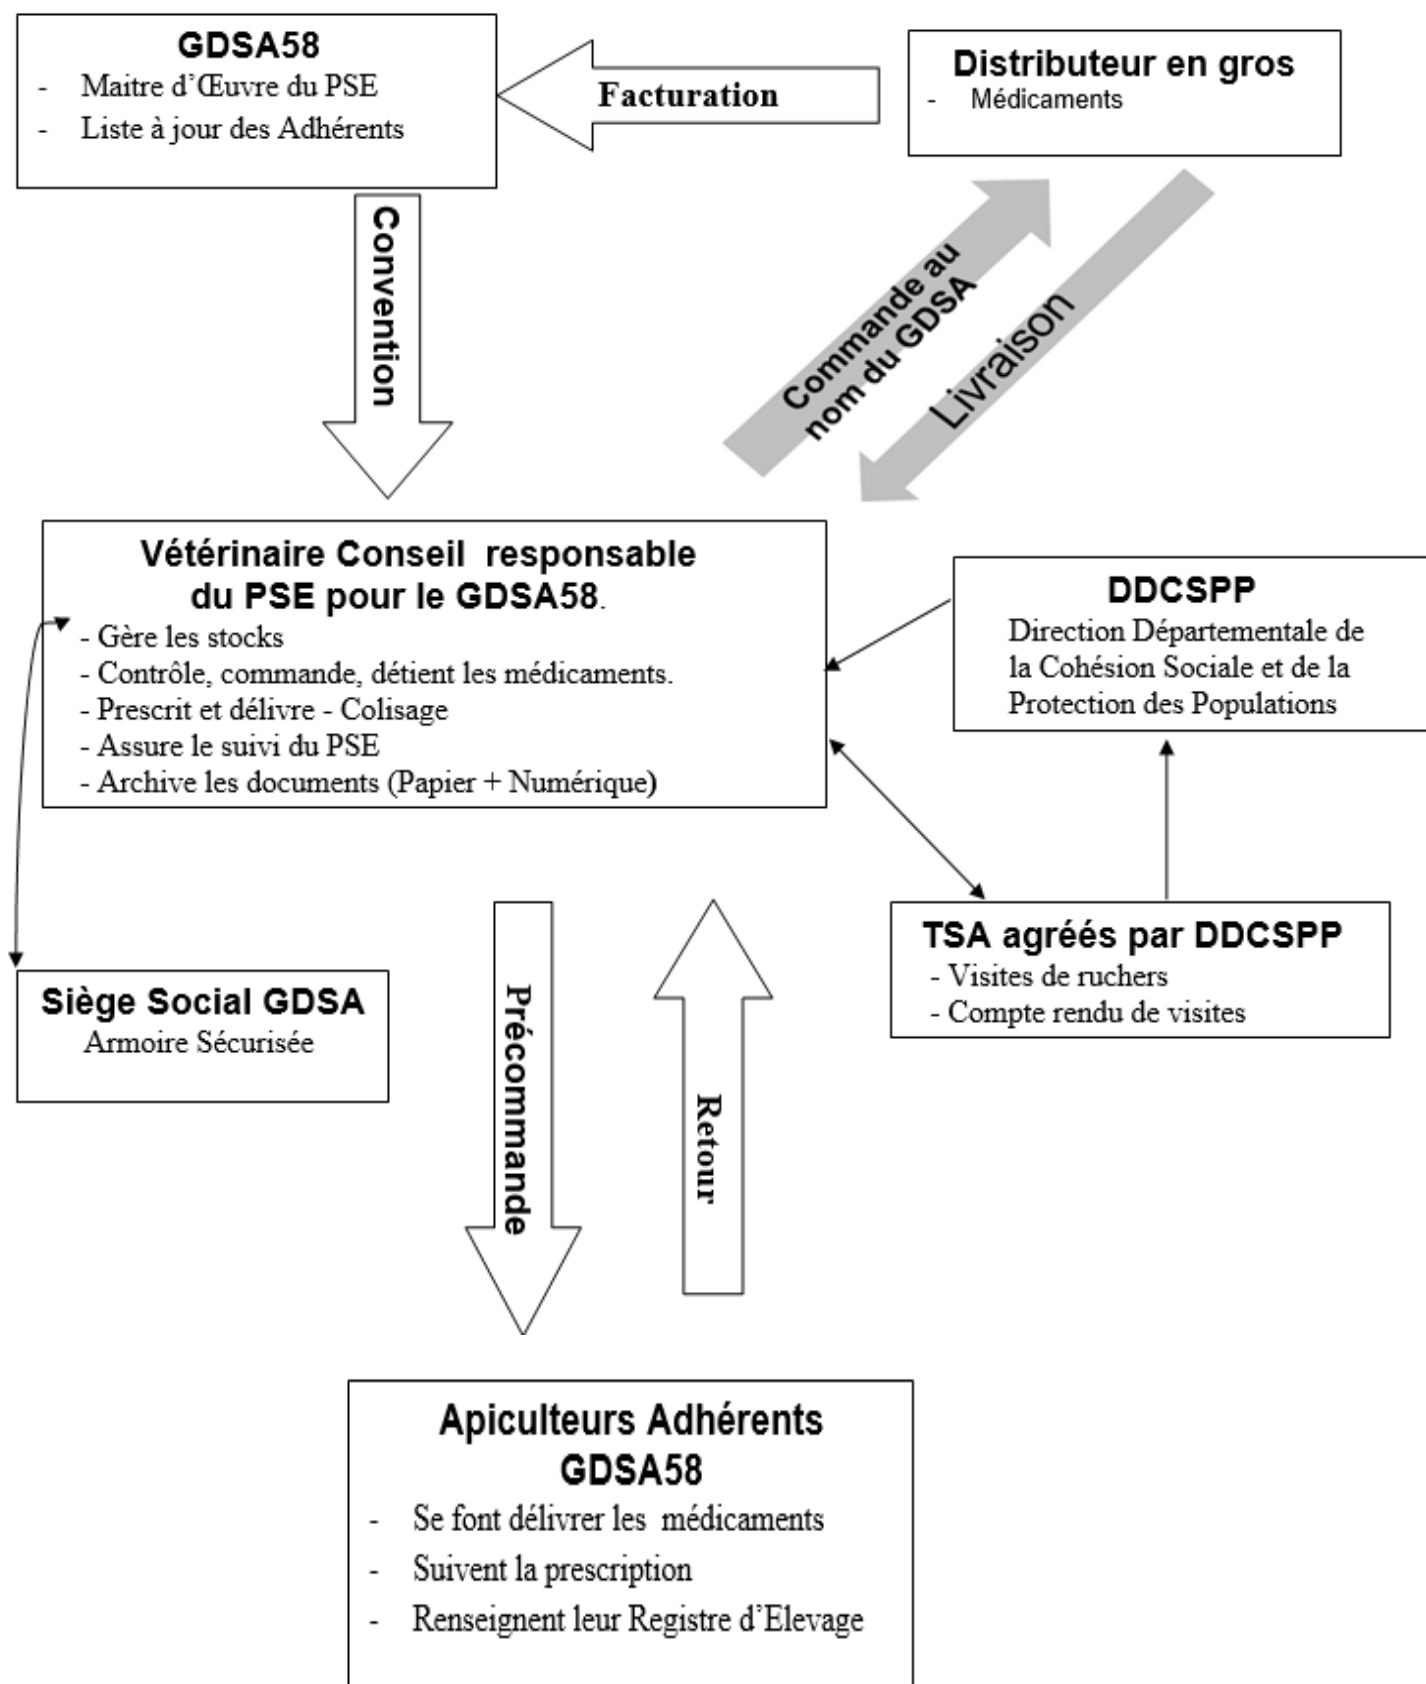 GDSA58
- Maitre d'Œuvre du PSE
- Liste à jour des Adhérents
Facturation
Distributeur en gros
- Médicaments
Convention
Commande au
nom du GDSA
Livraison
Vétérinaire Conseil responsable
du PSE pour le GDSA58.
- Gère les stocks
- Contrôle, commande, détient les médicaments.
- Prescrit et délivre - Colisage
- Assure le suivi du PSE
- Archive les documents (Papier + Numérique)
DDCSPP
Direction Départementale de
la Cohésion Sociale et de la
Protection des Populations
TSA agréés par DDCSPP
- Visites de ruchers
- Compte rendu de visites
Siège Social GDSA
Armoire Sécurisée
Précommande
Retour
Apiculteurs Adhérents
GDSA58
- Se font délivrer les médicaments
- Suivent la prescription
- Renseignent leur Registre d'Elevage